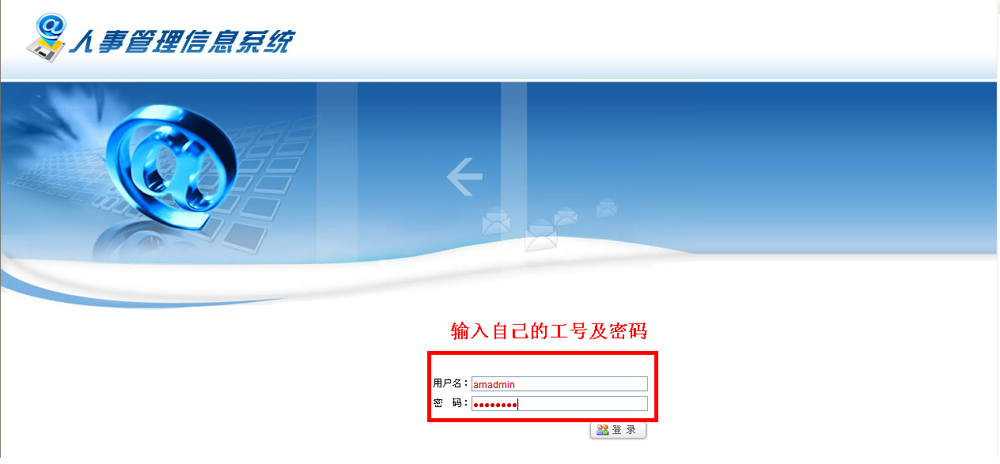 人事管理信息系统
输入自己的工号及密码
用户名：amadmin
密 码：••••••••
登 录